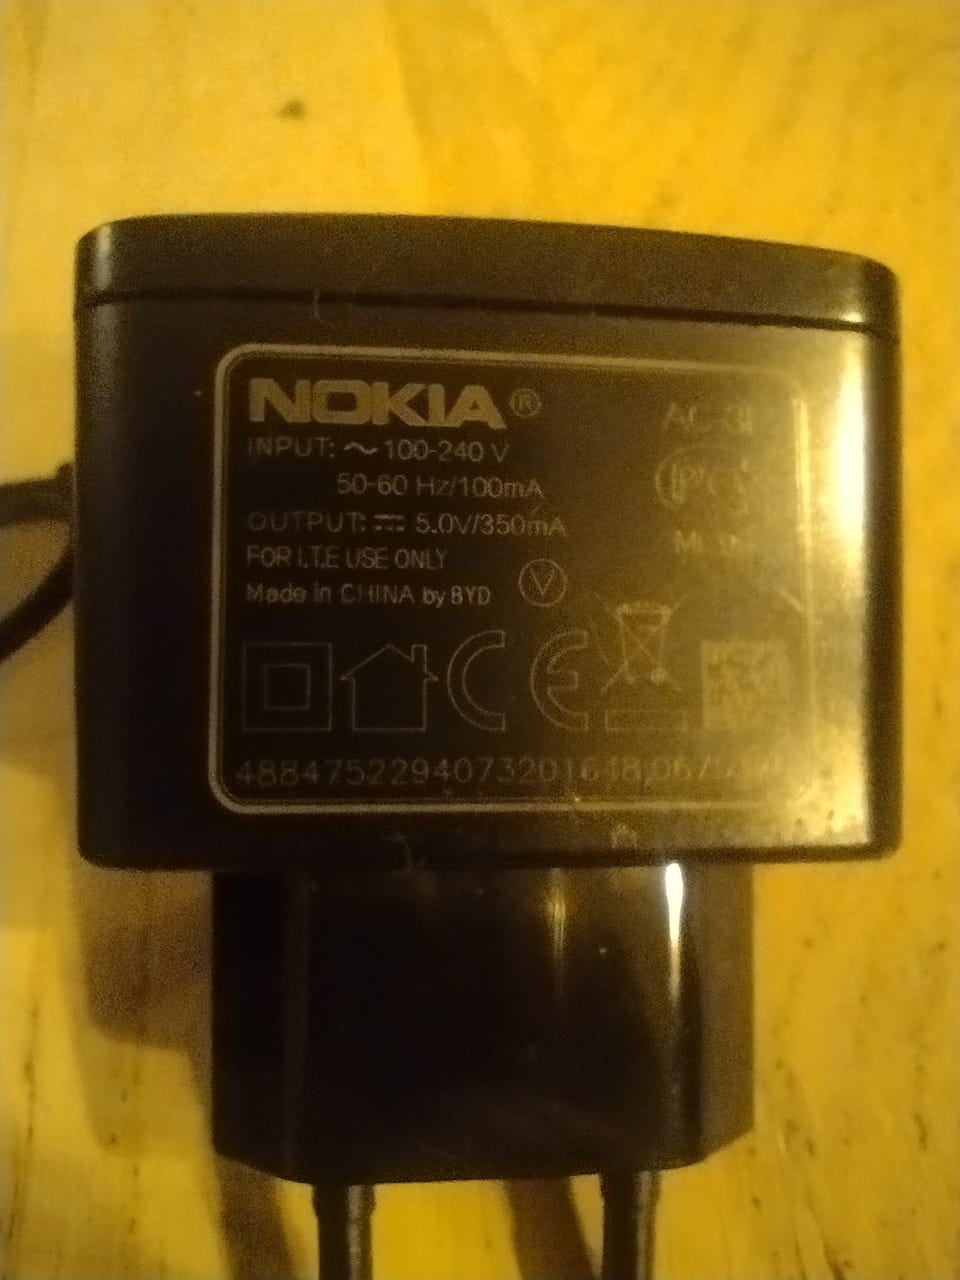 NOKIA®
INPUT: ~ 100-240 V
50-60 Hz/100mA
OUTPUT: ⎓ 5.0V/350mA
FOR I.T.E USE ONLY
Made in CHINA by BYD
V
CE